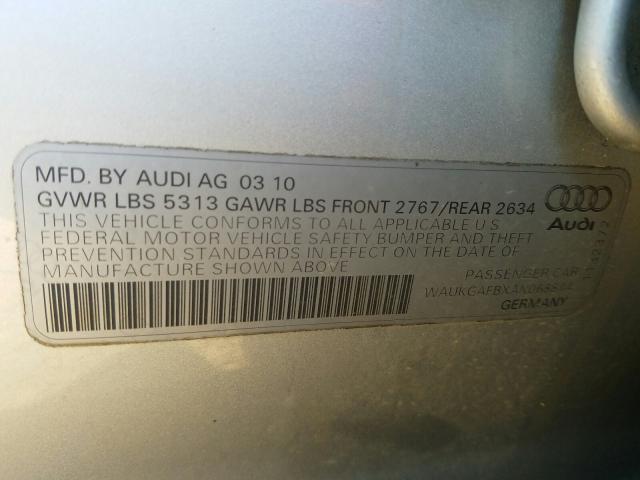 MFD. BY AUDI AG 03 10
GVWR LBS 5313 GAWR LBS FRONT 2767/REAR 2634
THIS VEHICLE CONFORMS TO ALL APPLICABLE U S
FEDERAL MOTOR VEHICLE SAFETY BUMPER AND THEFT
PREVENTION STANDARDS IN EFFECT ON THE DATE OF
MANUFACTURE SHOWN ABOVE
Audi
PASSENGER CAR
GERMANY